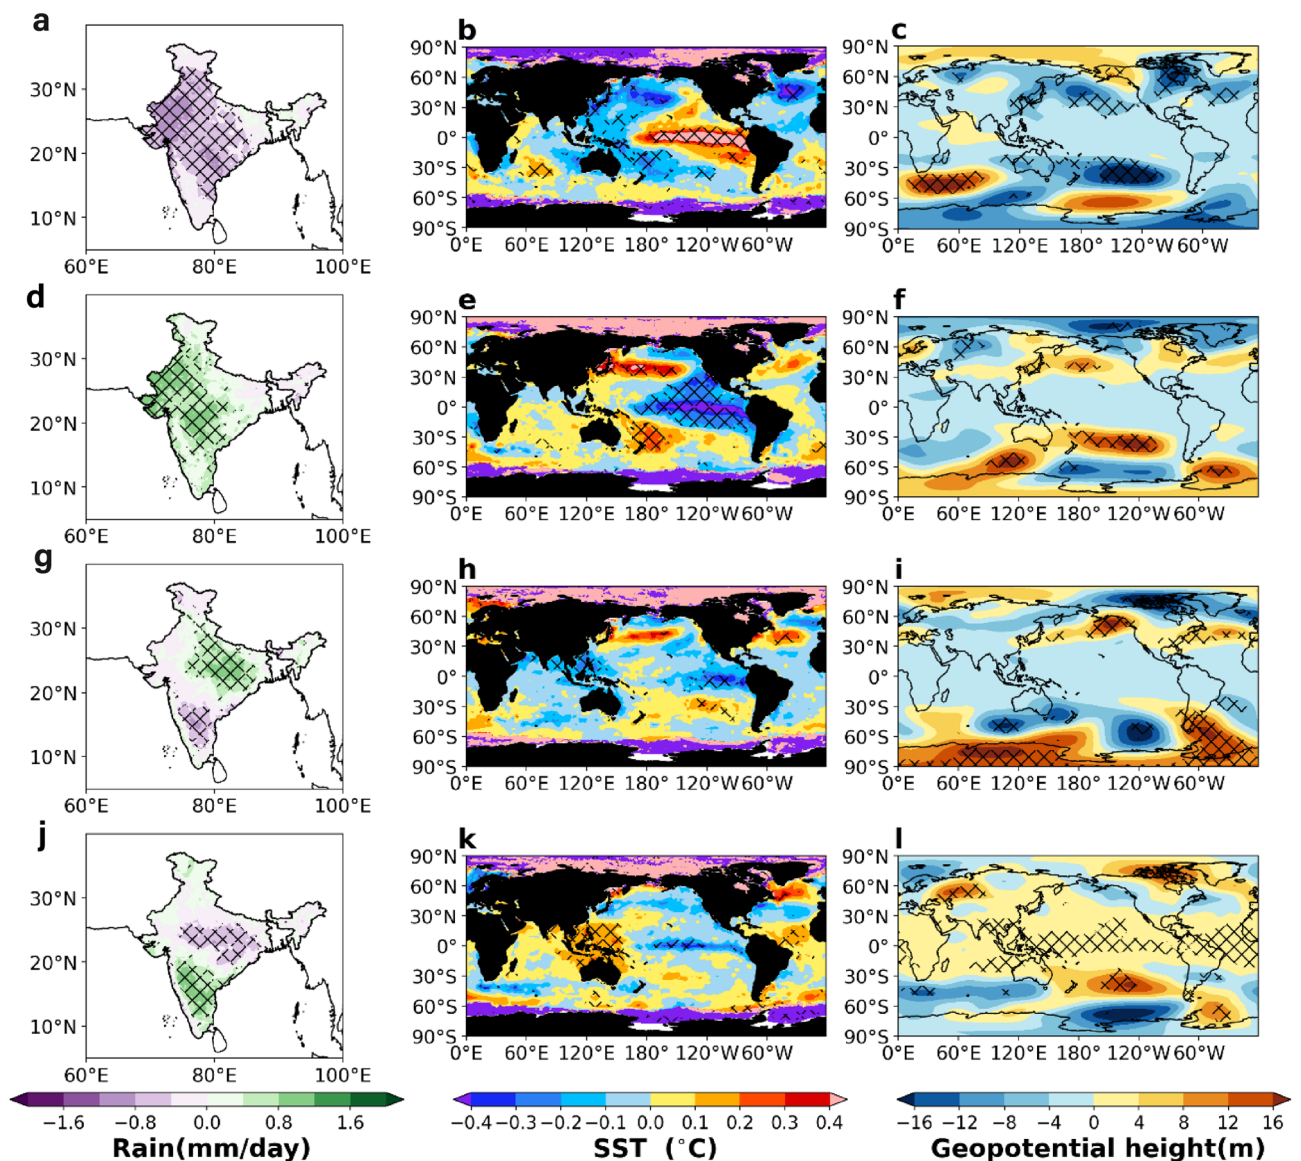 a
30°N
20°N
10°N
60°E 80°E 100°E
b
90°N
60°N
30°N
0°
30°S
60°S
90°S
0°E 60°E 120°E 180° 120°W 60°W
c
90°N
60°N
30°N
0°
30°S
60°S
90°S
0°E 60°E 120°E 180° 120°W 60°W
d
30°N
20°N
10°N
60°E 80°E 100°E
e
90°N
60°N
30°N
0°
30°S
60°S
90°S
0°E 60°E 120°E 180° 120°W 60°W
f
90°N
60°N
30°N
0°
30°S
60°S
90°S
0°E 60°E 120°E 180° 120°W 60°W
g
30°N
20°N
10°N
60°E 80°E 100°E
h
90°N
60°N
30°N
0°
30°S
60°S
90°S
0°E 60°E 120°E 180° 120°W 60°W
i
90°N
60°N
30°N
0°
30°S
60°S
90°S
0°E 60°E 120°E 180° 120°W 60°W
j
30°N
20°N
10°N
60°E 80°E 100°E
k
90°N
60°N
30°N
0°
30°S
60°S
90°S
0°E 60°E 120°E 180° 120°W 60°W
l
90°N
60°N
30°N
0°
30°S
60°S
90°S
0°E 60°E 120°E 180° 120°W 60°W
−1.6 −0.8 0.0 0.8 1.6
Rain(mm/day)
−0.4 −0.3 −0.2 −0.1 0.0 0.1 0.2 0.3 0.4
SST (°C)
−16 −12 −8 −4 0 4 8 12 16
Geopotential height(m)